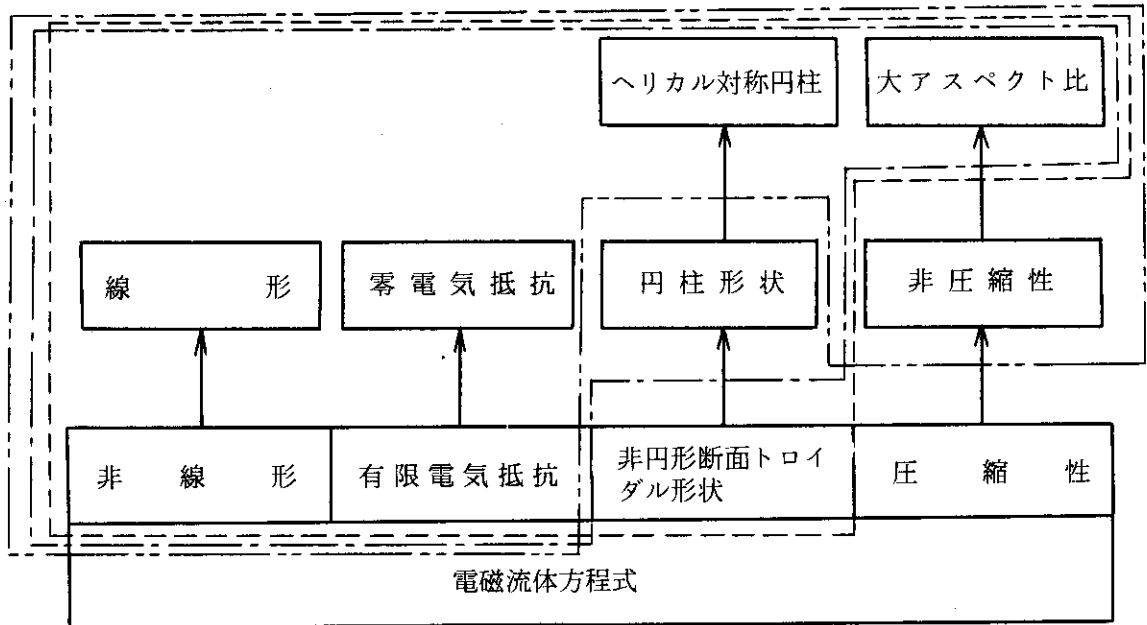 ヘリカル対称円柱
大アスペクト比
線形
零電気抵抗
円柱形状
非圧縮性
非線形
有限電気抵抗
非円形断面トロイ
ダル形状
圧縮性
電磁流体方程式